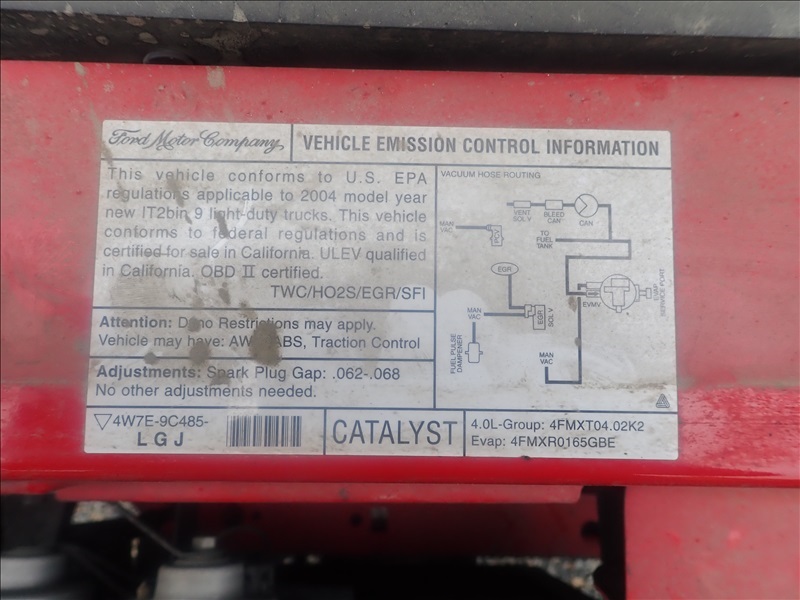 Ford Motor Company
VEHICLE EMISSION CONTROL INFORMATION
This vehicle conforms to U.S. EPA
regulations applicable to 2004 model year
new IT2bin 9 light-duty trucks. This vehicle
conforms to federal regulations and is
certified for sale in California. ULEV qualified
in California. OBD II certified.
TWC/HO2S/EGR/SFI
Attention: Dyno Restrictions may apply.
Vehicle may have: AWD, ABS, Traction Control
Adjustments: Spark Plug Gap: .062-.068
No other adjustments needed.
4W7E-9C485-
LGJ
VACUUM HOSE ROUTING
VENT
SOL V
BLEED
CAN
CAN
MAN
VAC
PCV
TO
FUEL
TANK
EGR
EVMV
EVAP
SERVICE PORT
MAN
VAC
EGR
SOL V
FUEL PULSE
DAMPENER
MAN
VAC
CATALYST
4.0L-Group: 4FMXT04.02K2
Evap: 4FMXR0165GBE